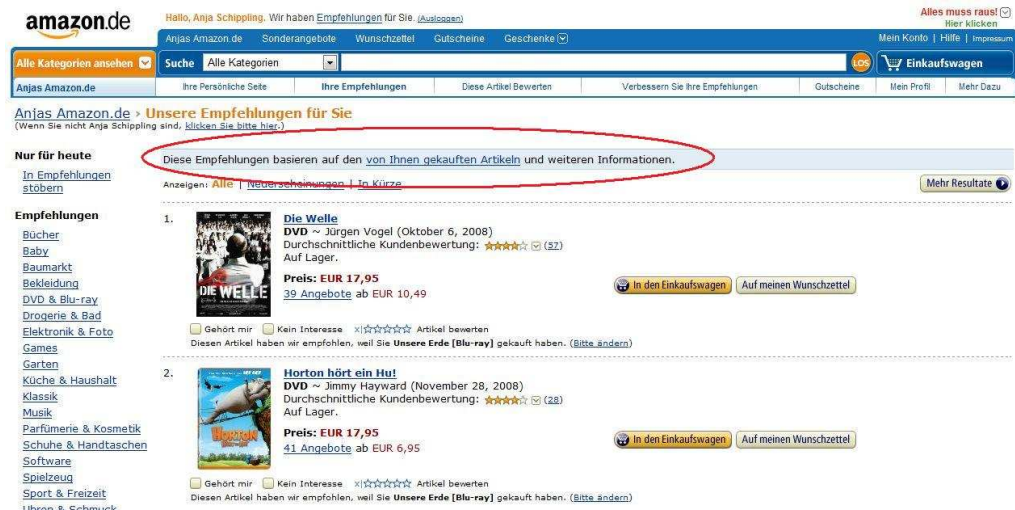 amazon.de
Hallo, Anja Schippling. Wir haben Empfehlungen für Sie. (Ausloggen)
Alles muss raus!
Hier klicken
Anjas Amazon.de Sonderangebote Wunschzettel Gutscheine Geschenke
Mein Konto | Hilfe | Impressum
Alle Kategorien ansehen
Suche Alle Kategorien LOS Einkaufswagen
Anjas Amazon.de Ihre Persönliche Seite Ihre Empfehlungen Diese Artikel Bewerten Verbessern Sie Ihre Empfehlungen Gutscheine Mein Profil Mehr Dazu
Anjas Amazon.de › Unsere Empfehlungen für Sie
(Wenn Sie nicht Anja Schippling sind, klicken Sie bitte hier.)
Nur für heute
In Empfehlungen
stöbern
Empfehlungen
Bücher
Baby
Baumarkt
Bekleidung
DVD & Blu-ray
Drogerie & Bad
Elektronik & Foto
Games
Garten
Küche & Haushalt
Klassik
Musik
Parfümerie & Kosmetik
Schuhe & Handtaschen
Software
Spielzeug
Sport & Freizeit
Uhren & Schmuck
Diese Empfehlungen basieren auf den von Ihnen gekauften Artikeln und weiteren Informationen.
Anzeigen: Alle | Neuerscheinungen | In Kürze
Mehr Resultate
1. Die Welle
DVD ~ Jürgen Vogel (Oktober 6, 2008)
Durchschnittliche Kundenbewertung: (57)
Auf Lager.
Preis: EUR 17,95
39 Angebote ab EUR 10,49
In den Einkaufswagen Auf meinen Wunschzettel
DIE WELLE
Gehört mir Kein Interesse x| Artikel bewerten
Diesen Artikel haben wir empfohlen, weil Sie Unsere Erde [Blu-ray] gekauft haben. (Bitte ändern)
2. Horton hört ein Hu!
DVD ~ Jimmy Hayward (November 28, 2008)
Durchschnittliche Kundenbewertung: (28)
Auf Lager.
Preis: EUR 17,95
41 Angebote ab EUR 6,95
In den Einkaufswagen Auf meinen Wunschzettel
HORTON
Gehört mir Kein Interesse x| Artikel bewerten
Diesen Artikel haben wir empfohlen, weil Sie Unsere Erde [Blu-ray] gekauft haben. (Bitte ändern)